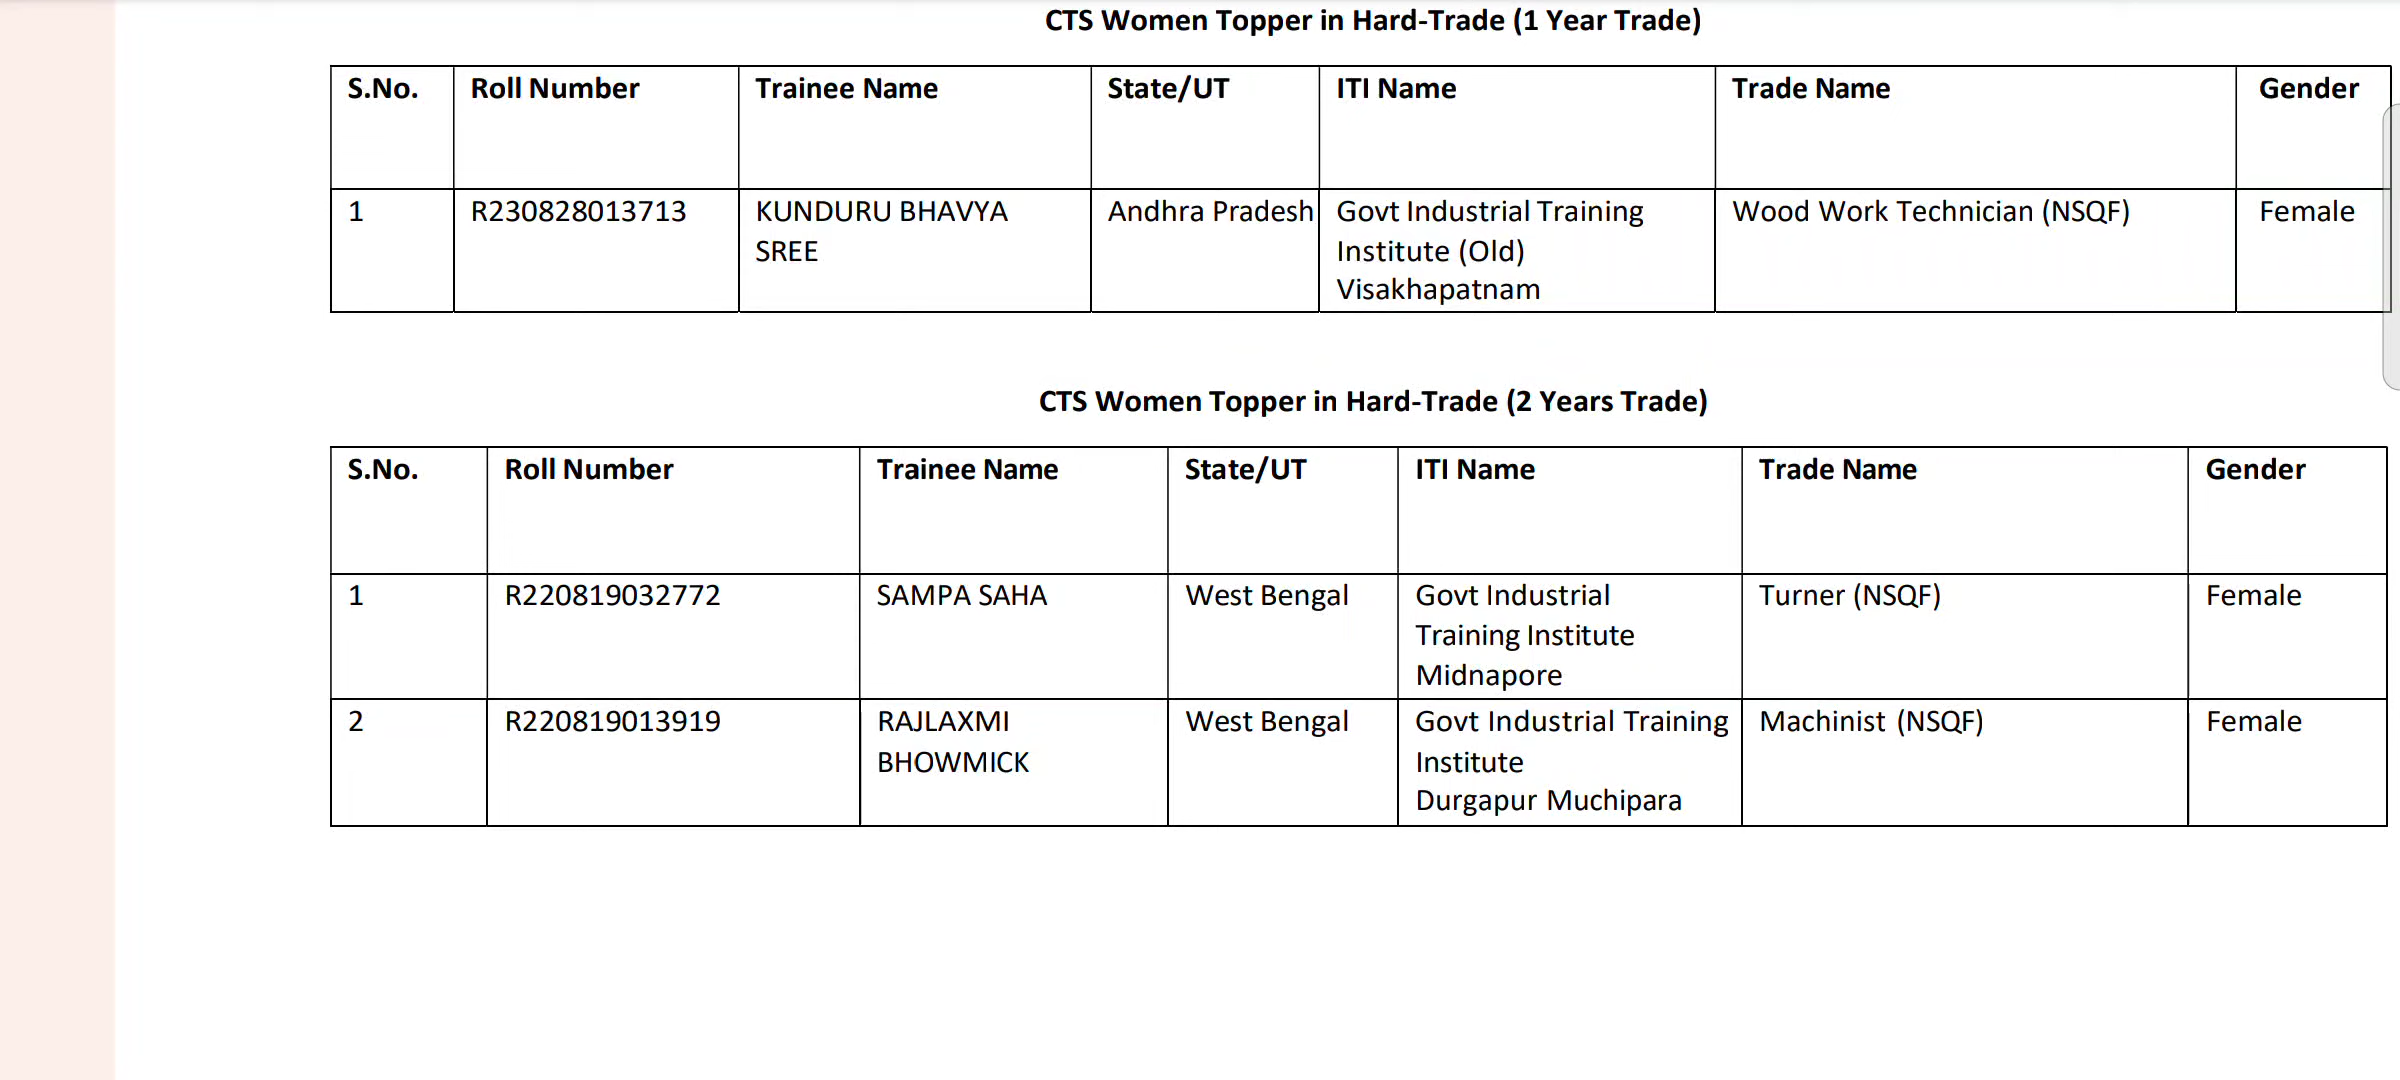 CTS Women Topper in Hard-Trade (1 Year Trade)
S.No. Roll Number Trainee Name State/UT ITI Name Trade Name Gender
1 R230828013713 KUNDURU BHAVYA Andhra Pradesh Govt Industrial Training Wood Work Technician (NSQF) Female
SREE Institute (Old)
Visakhapatnam
CTS Women Topper in Hard-Trade (2 Years Trade)
S.No. Roll Number Trainee Name State/UT ITI Name Trade Name Gender
1 R220819032772 SAMPA SAHA West Bengal Govt Industrial Turner (NSQF) Female
Training Institute
Midnapore
2 R220819013919 RAJLAXMI West Bengal Govt Industrial Training Machinist (NSQF) Female
BHOWMICK Institute
Durgapur Muchipara